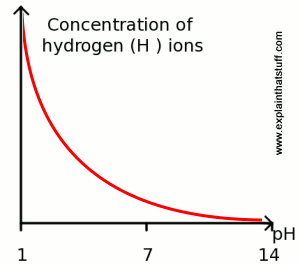 Concentration of
hydrogen (H ) ions
www.explainthatstuff.com
pH
1 7 14